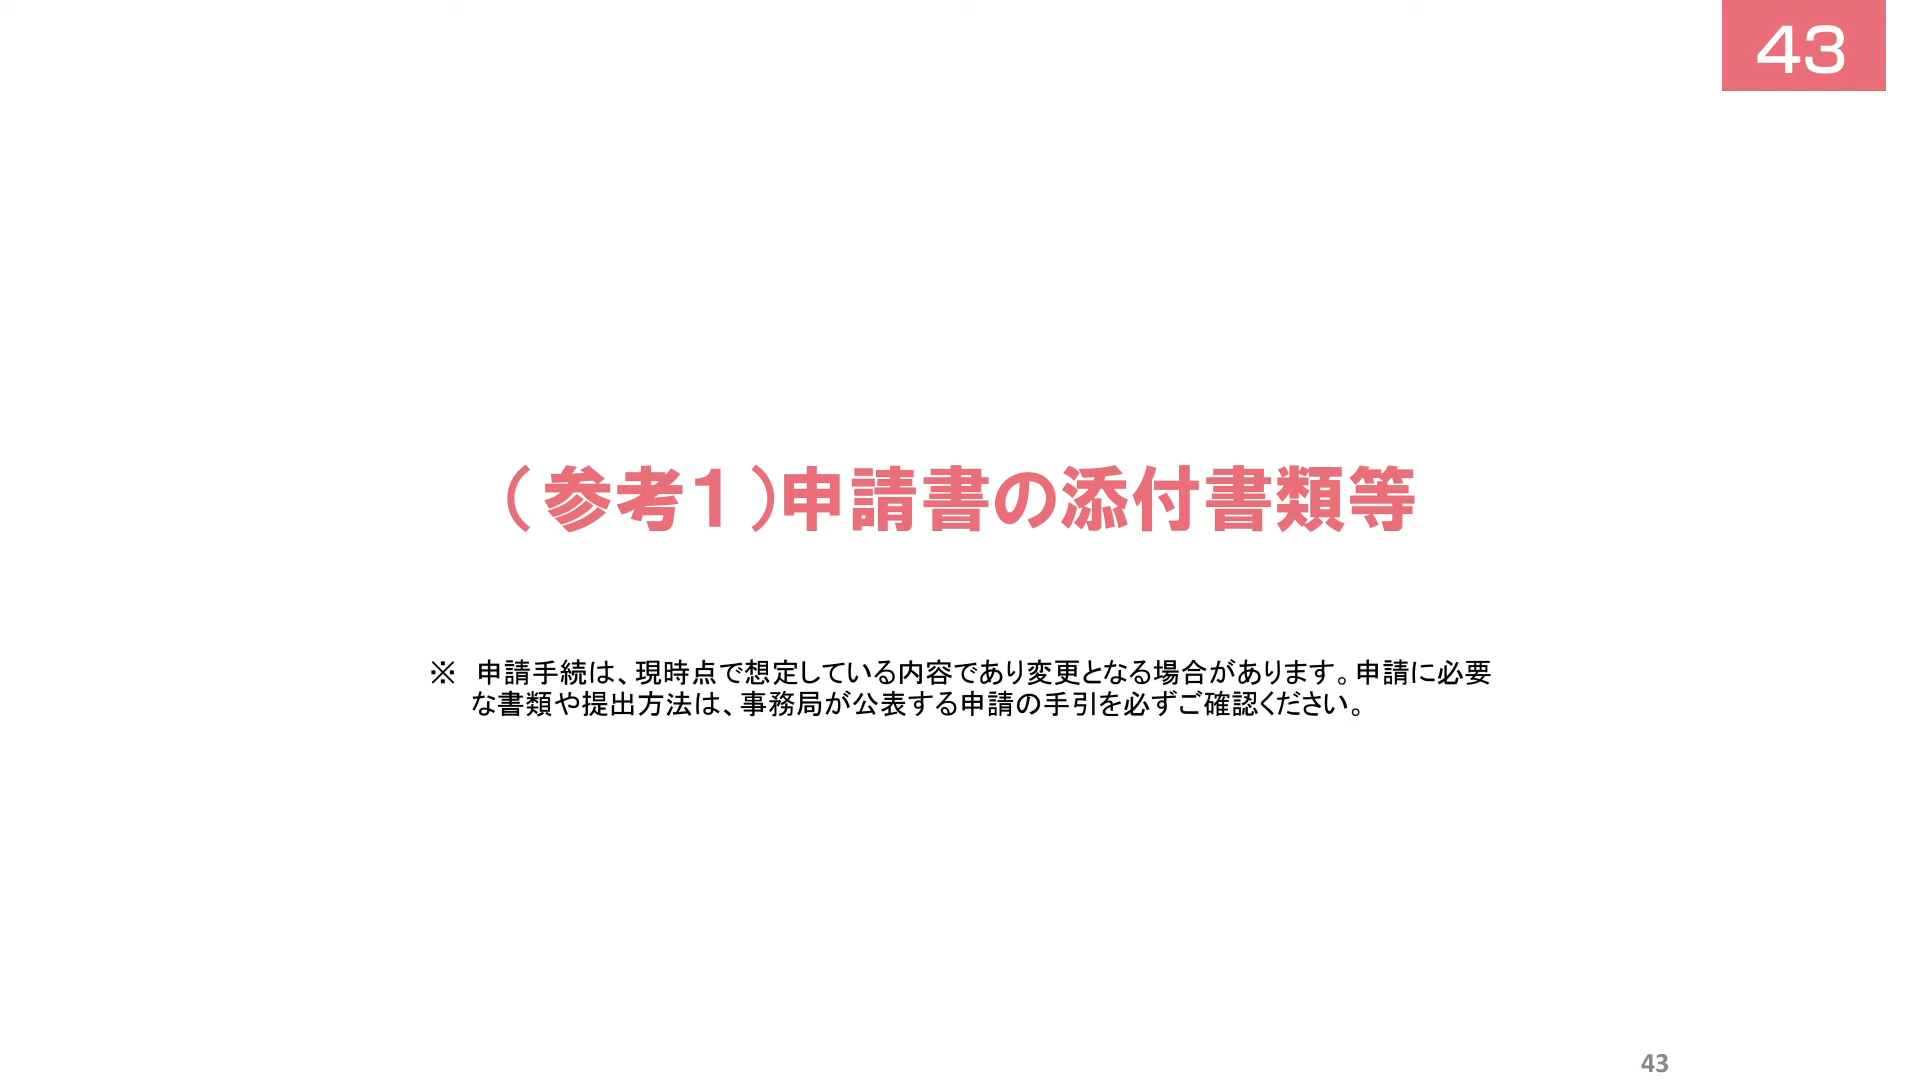 43
（参考１）申請書の添付書類等
※　申請手続は、現時点で想定している内容であり変更となる場合があります。申請に必要
な書類や提出方法は、事務局が公表する申請の手引を必ずご確認ください。
43